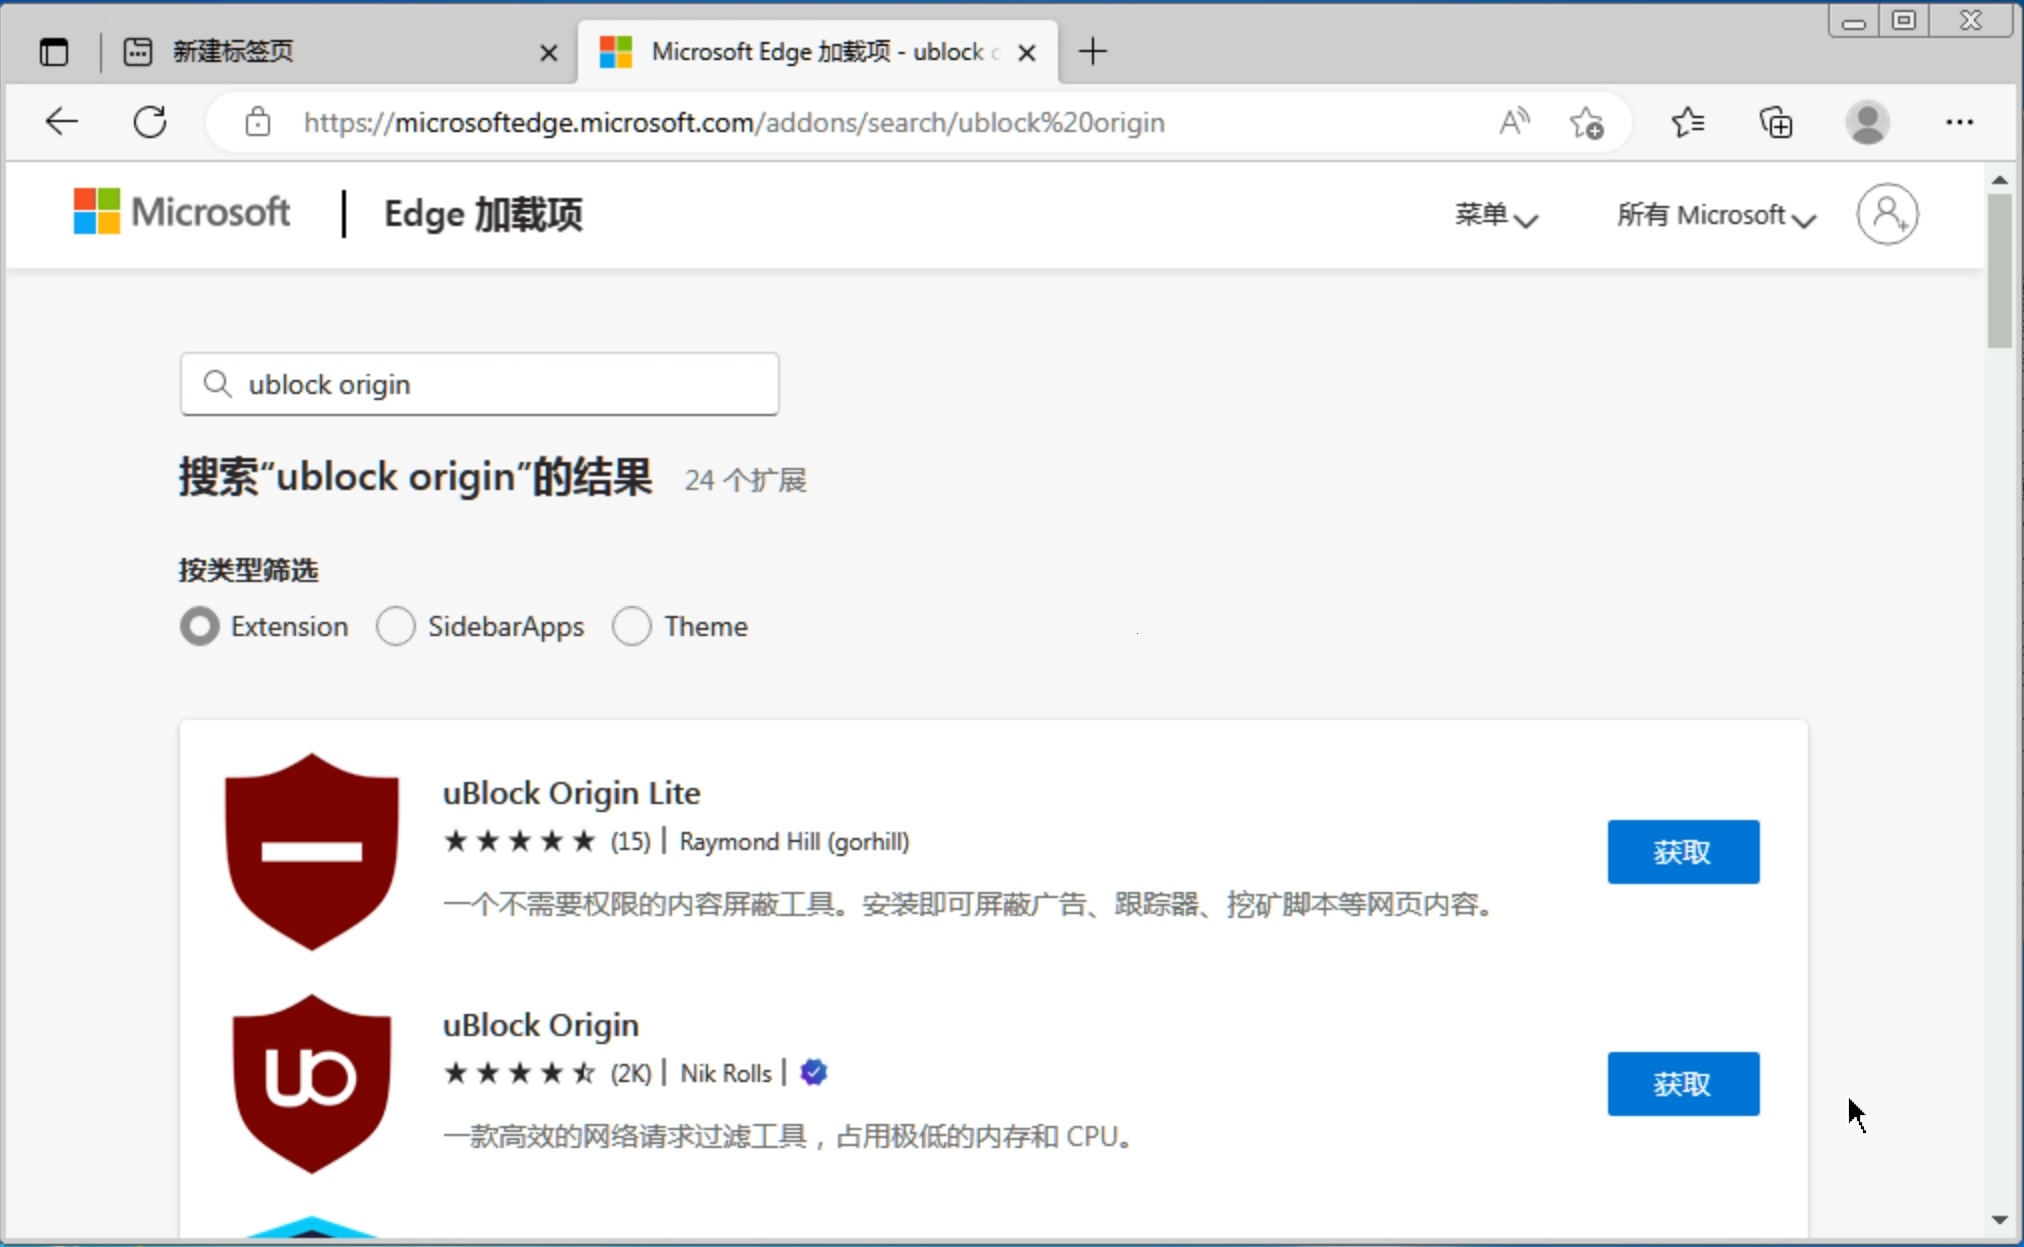 新建标签页
Microsoft Edge 加载项 - ublock
https://microsoftedge.microsoft.com/addons/search/ublock%20origin
Microsoft | Edge 加载项
菜单
所有 Microsoft
ublock origin
搜索“ublock origin”的结果 24 个扩展
按类型筛选
Extension SidebarApps Theme
uBlock Origin Lite
(15) | Raymond Hill (gorhill)
一个不需要权限的内容屏蔽工具。安装即可屏蔽广告、跟踪器、挖矿脚本等网页内容。
获取
uBlock Origin
(2K) | Nik Rolls |
一款高效的网络请求过滤工具，占用极低的内存和 CPU。
获取